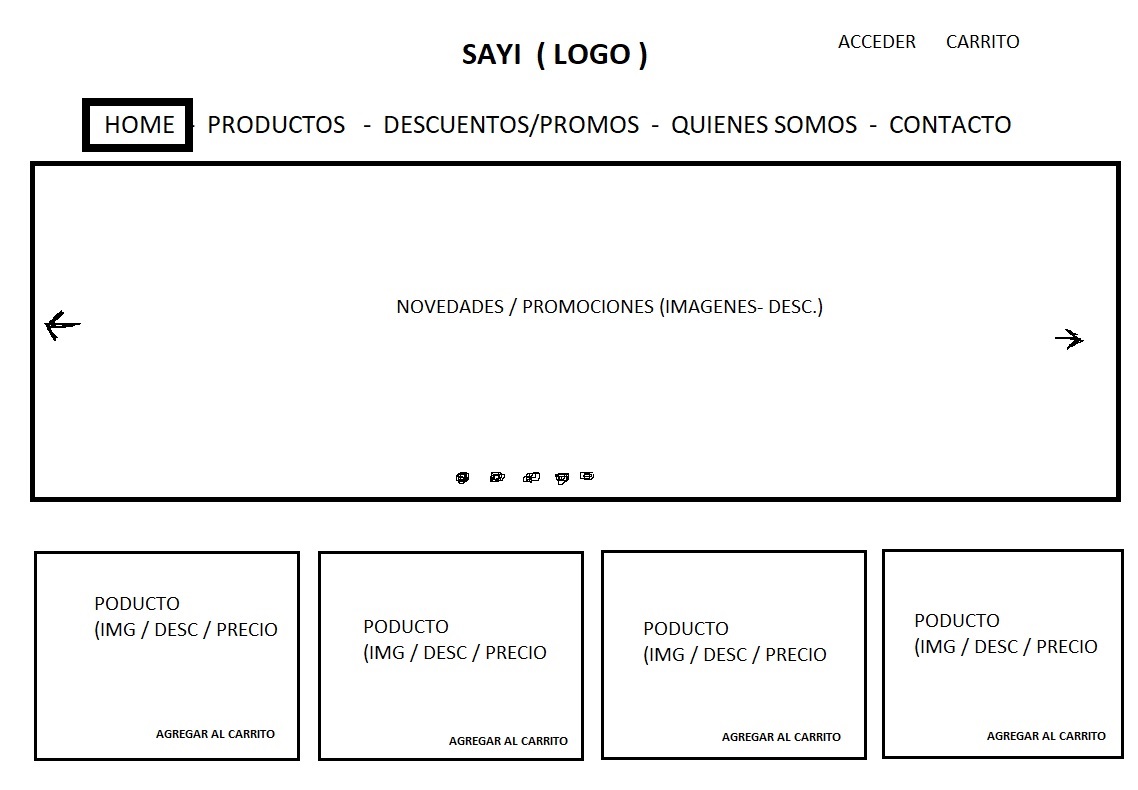 SAYI ( LOGO )
ACCEDER CARRITO
HOME - PRODUCTOS - DESCUENTOS/PROMOS - QUIENES SOMOS - CONTACTO
NOVEDADES / PROMOCIONES (IMAGENES- DESC.)
PODUCTO
(IMG / DESC / PRECIO
AGREGAR AL CARRITO
PODUCTO
(IMG / DESC / PRECIO
AGREGAR AL CARRITO
PODUCTO
(IMG / DESC / PRECIO
AGREGAR AL CARRITO
PODUCTO
(IMG / DESC / PRECIO
AGREGAR AL CARRITO